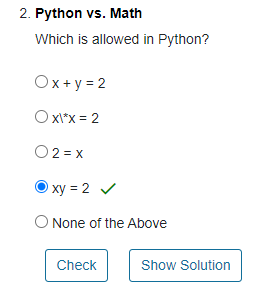 2. Python vs. Math
Which is allowed in Python?
x + y = 2
x\*x = 2
2 = x
xy = 2
None of the Above
Check
Show Solution